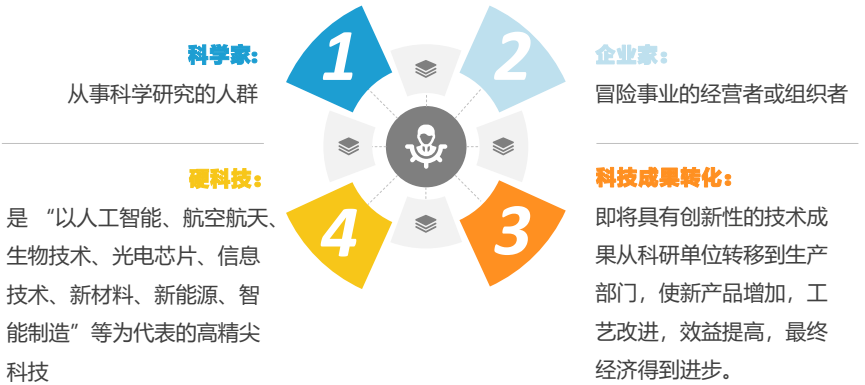 科学家:
从事科学研究的人群
1
2
企业家:
冒险事业的经营者或组织者
硬科技:
是 “以人工智能、航空航天、
生物技术、光电芯片、信息
技术、新材料、新能源、智
能制造”等为代表的高精尖
科技
4
3
科技成果转化:
即将具有创新性的技术成
果从科研单位转移到生产
部门，使新产品增加，工
艺改进，效益提高，最终
经济得到进步。